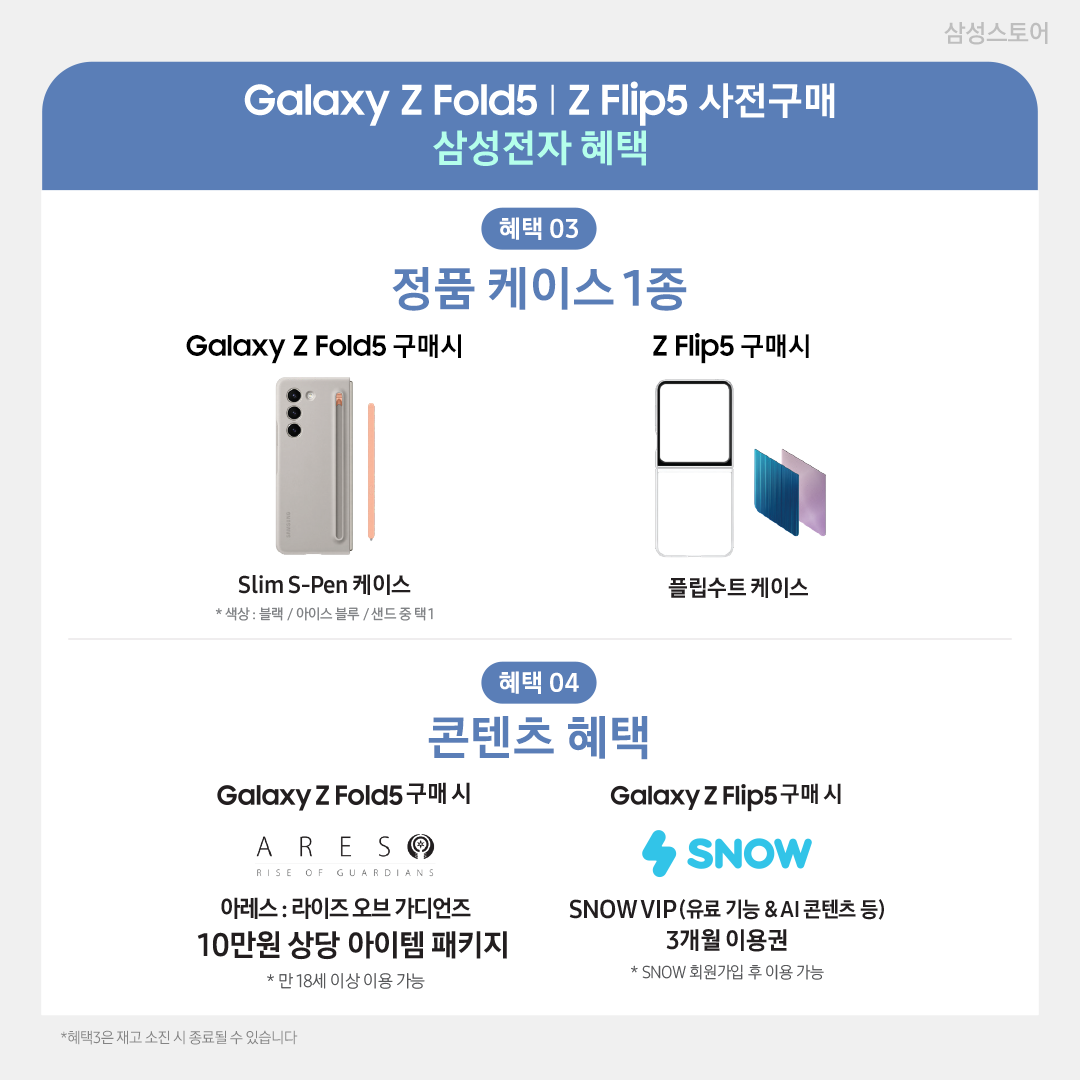 삼성스토어
Galaxy Z Fold5 | Z Flip5 사전구매
삼성전자 혜택
혜택 03
정품 케이스 1종
Galaxy Z Fold5 구매시
Z Flip5 구매시
SAMSUNG
Slim S-Pen 케이스
* 색상 : 블랙 / 아이스 블루 / 샌드 중 택1
플립수트 케이스
혜택 04
콘텐츠 혜택
Galaxy Z Fold5 구매 시
Galaxy Z Flip5 구매 시
ARES
RISE OF GUARDIANS
SNOW
아레스 : 라이즈 오브 가디언즈
10만원 상당 아이템 패키지
* 만 18세 이상 이용 가능
SNOW VIP (유료 기능 & AI 콘텐츠 등)
3개월 이용권
* SNOW 회원가입 후 이용 가능
*혜택3은 재고 소진 시 종료될 수 있습니다